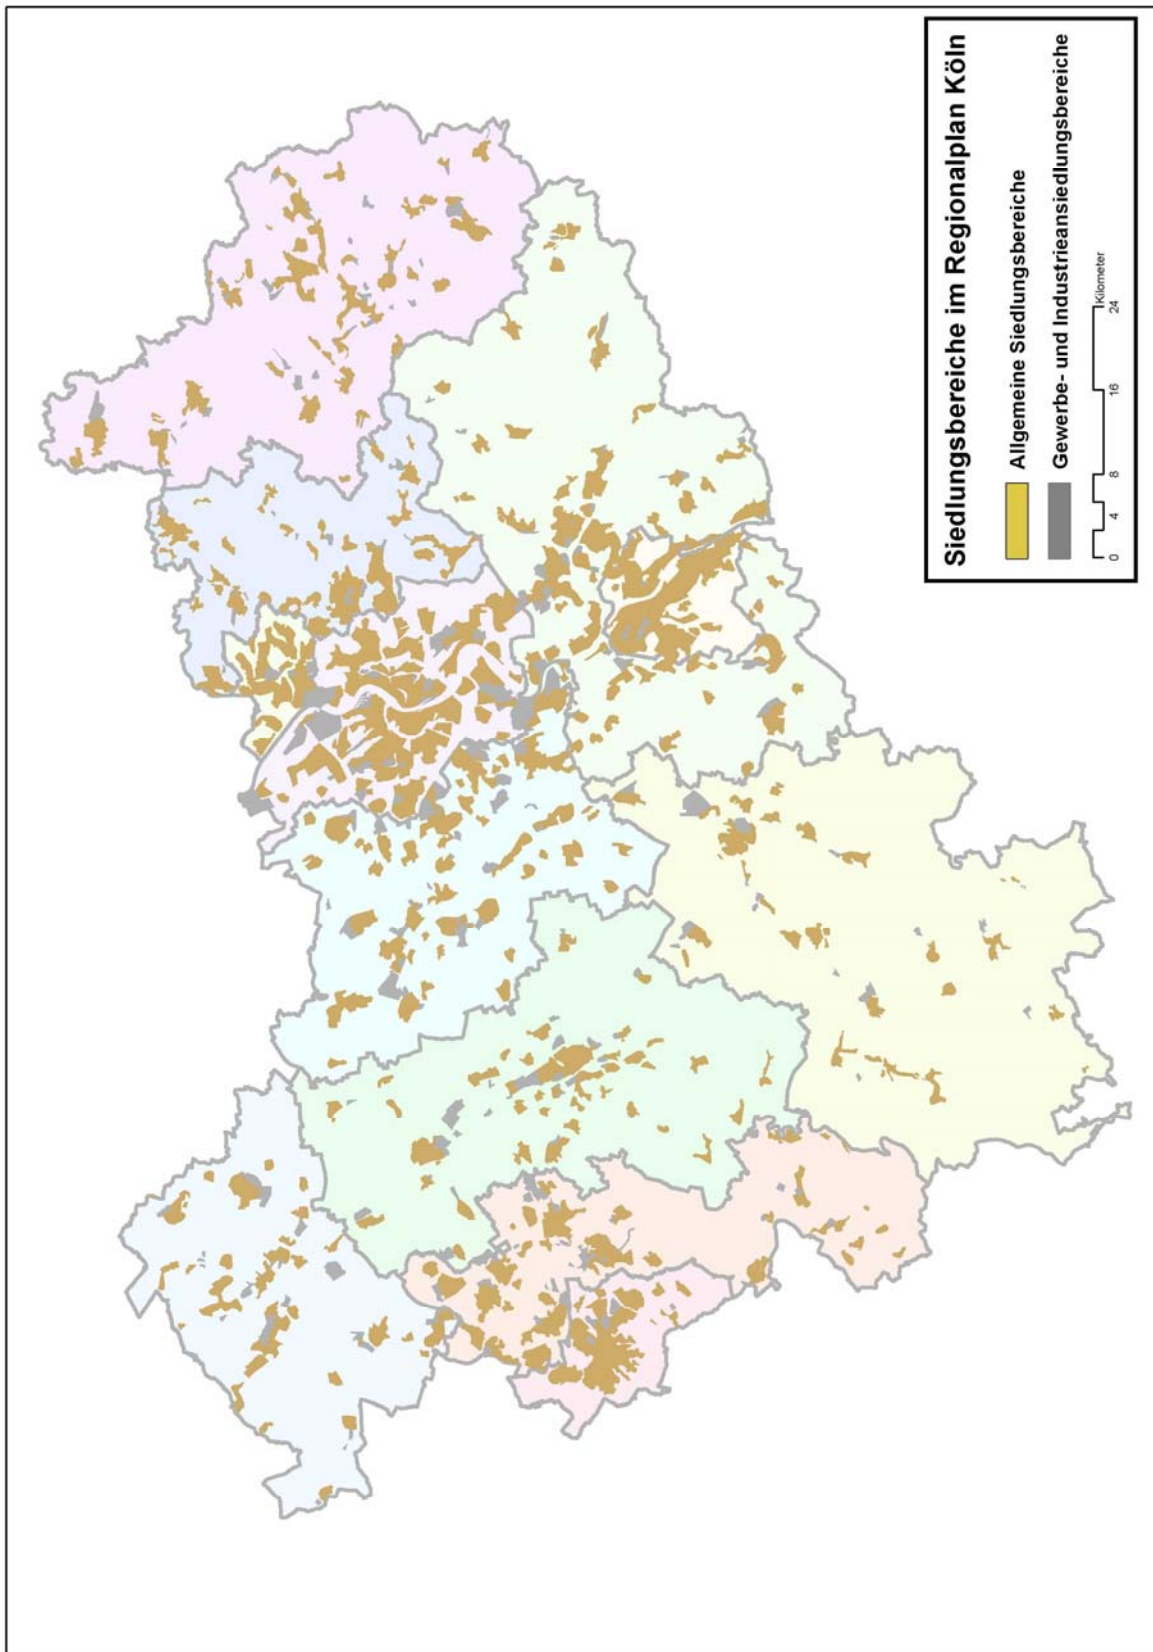 Siedlungsbereiche im Regionalplan Köln
Allgemeine Siedlungsbereiche
Gewerbe- und Industrieansiedlungsbereiche
0 4 8 16 24
Kilometer